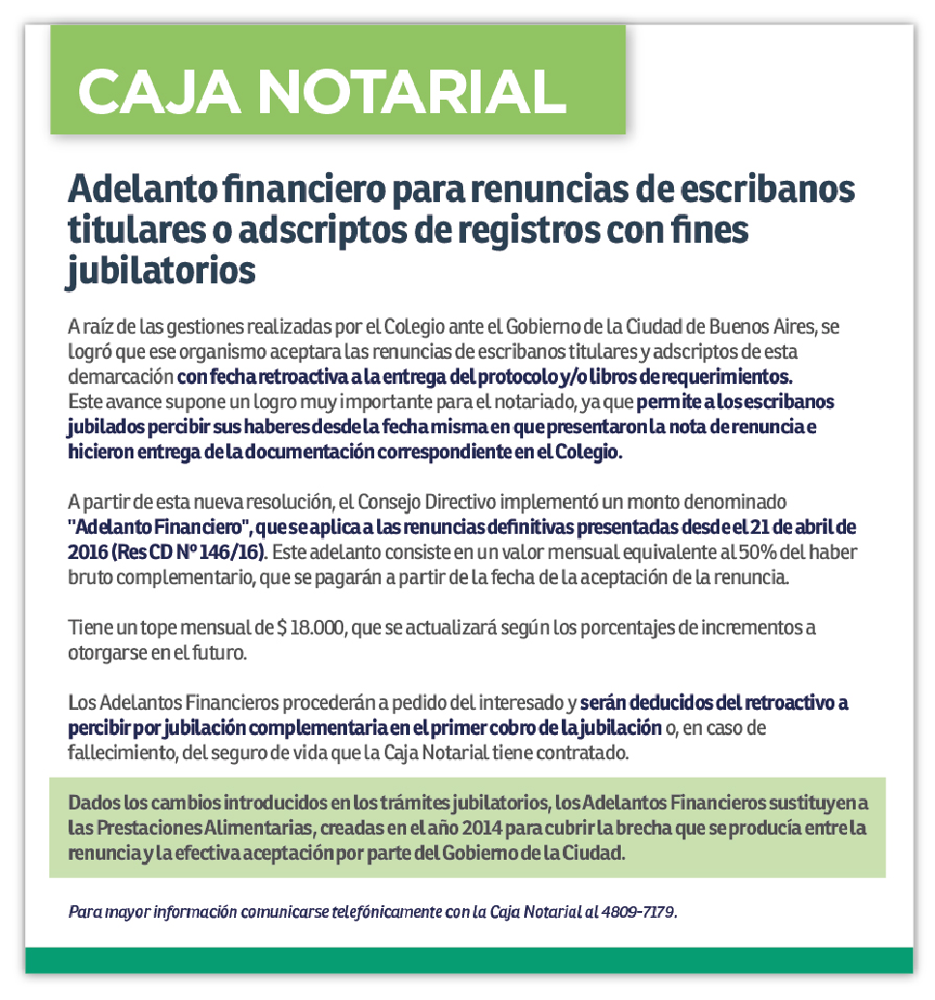 CAJA NOTARIAL
Adelanto financiero para renuncias de escribanos
titulares o adscriptos de registros con fines
jubilatorios
A raíz de las gestiones realizadas por el Colegio ante el Gobierno de la Ciudad de Buenos Aires, se
logró que ese organismo aceptara las renuncias de escribanos titulares y adscriptos de esta
demarcación con fecha retroactiva a la entrega del protocolo y/o libros de requerimientos.
Este avance supone un logro muy importante para el notariado, ya que permite a los escribanos
jubilados percibir sus haberes desde la fecha misma en que presentaron la nota de renuncia e
hicieron entrega de la documentación correspondiente en el Colegio.
A partir de esta nueva resolución, el Consejo Directivo implementó un monto denominado
"Adelanto Financiero", que se aplica a las renuncias definitivas presentadas desde el 21 de abril de
2016 (Res CD Nº 146/16). Este adelanto consiste en un valor mensual equivalente al 50% del haber
bruto complementario, que se pagarán a partir de la fecha de la aceptación de la renuncia.
Tiene un tope mensual de $ 18.000, que se actualizará según los porcentajes de incrementos a
otorgarse en el futuro.
Los Adelantos Financieros procederán a pedido del interesado y serán deducidos del retroactivo a
percibir por jubilación complementaria en el primer cobro de la jubilación o, en caso de
fallecimiento, del seguro de vida que la Caja Notarial tiene contratado.
Dados los cambios introducidos en los trámites jubilatorios, los Adelantos Financieros sustituyen a
las Prestaciones Alimentarias, creadas en el año 2014 para cubrir la brecha que se producía entre la
renuncia y la efectiva aceptación por parte del Gobierno de la Ciudad.
Para mayor información comunicarse telefónicamente con la Caja Notarial al 4809-7179.